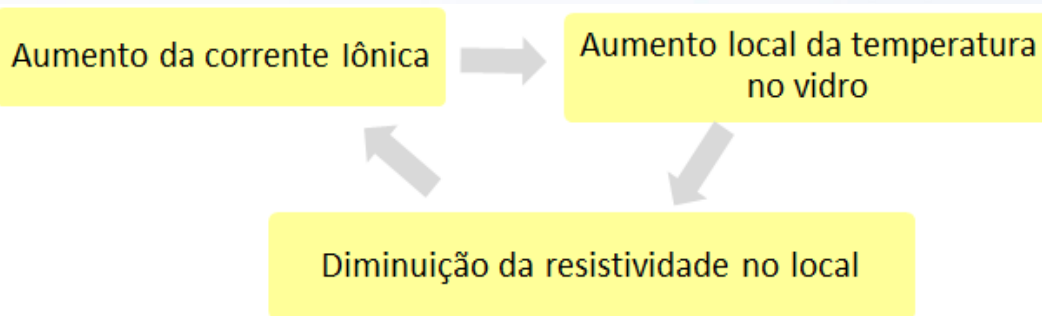 Aumento da corrente Iônica
Aumento local da temperatura
no vidro
Diminuição da resistividade no local